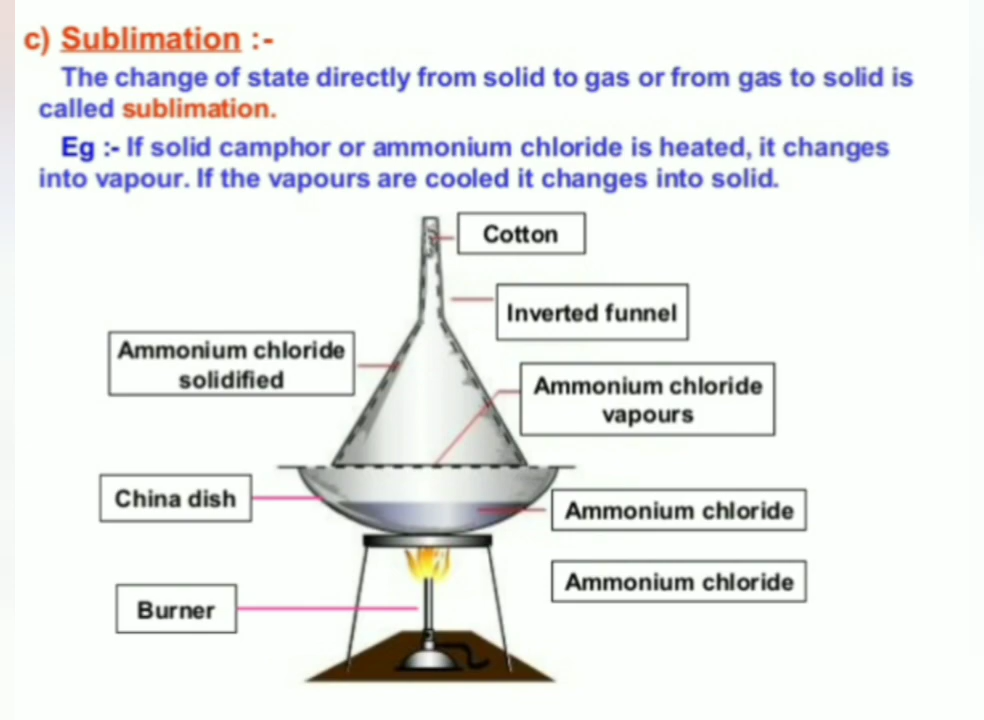 c) Sublimation :-
The change of state directly from solid to gas or from gas to solid is
called sublimation.
Eg :- If solid camphor or ammonium chloride is heated, it changes
into vapour. If the vapours are cooled it changes into solid.
Cotton
Inverted funnel
Ammonium chloride
solidified
Ammonium chloride
vapours
China dish
Ammonium chloride
Ammonium chloride
Burner